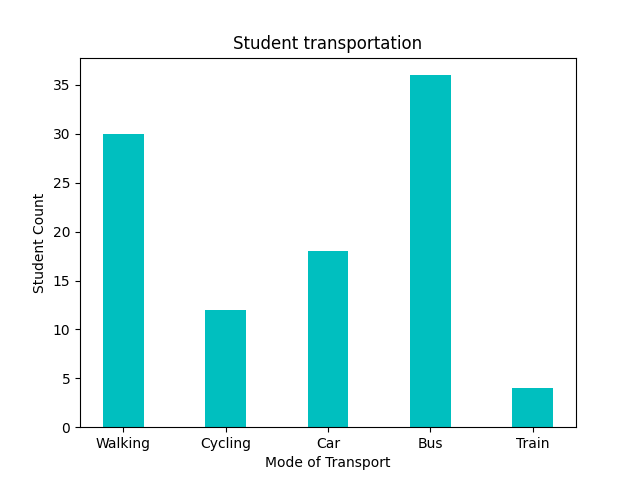 Student transportation
Student Count
35
30
25
20
15
10
5
0
Walking Cycling Car Bus Train
Mode of Transport